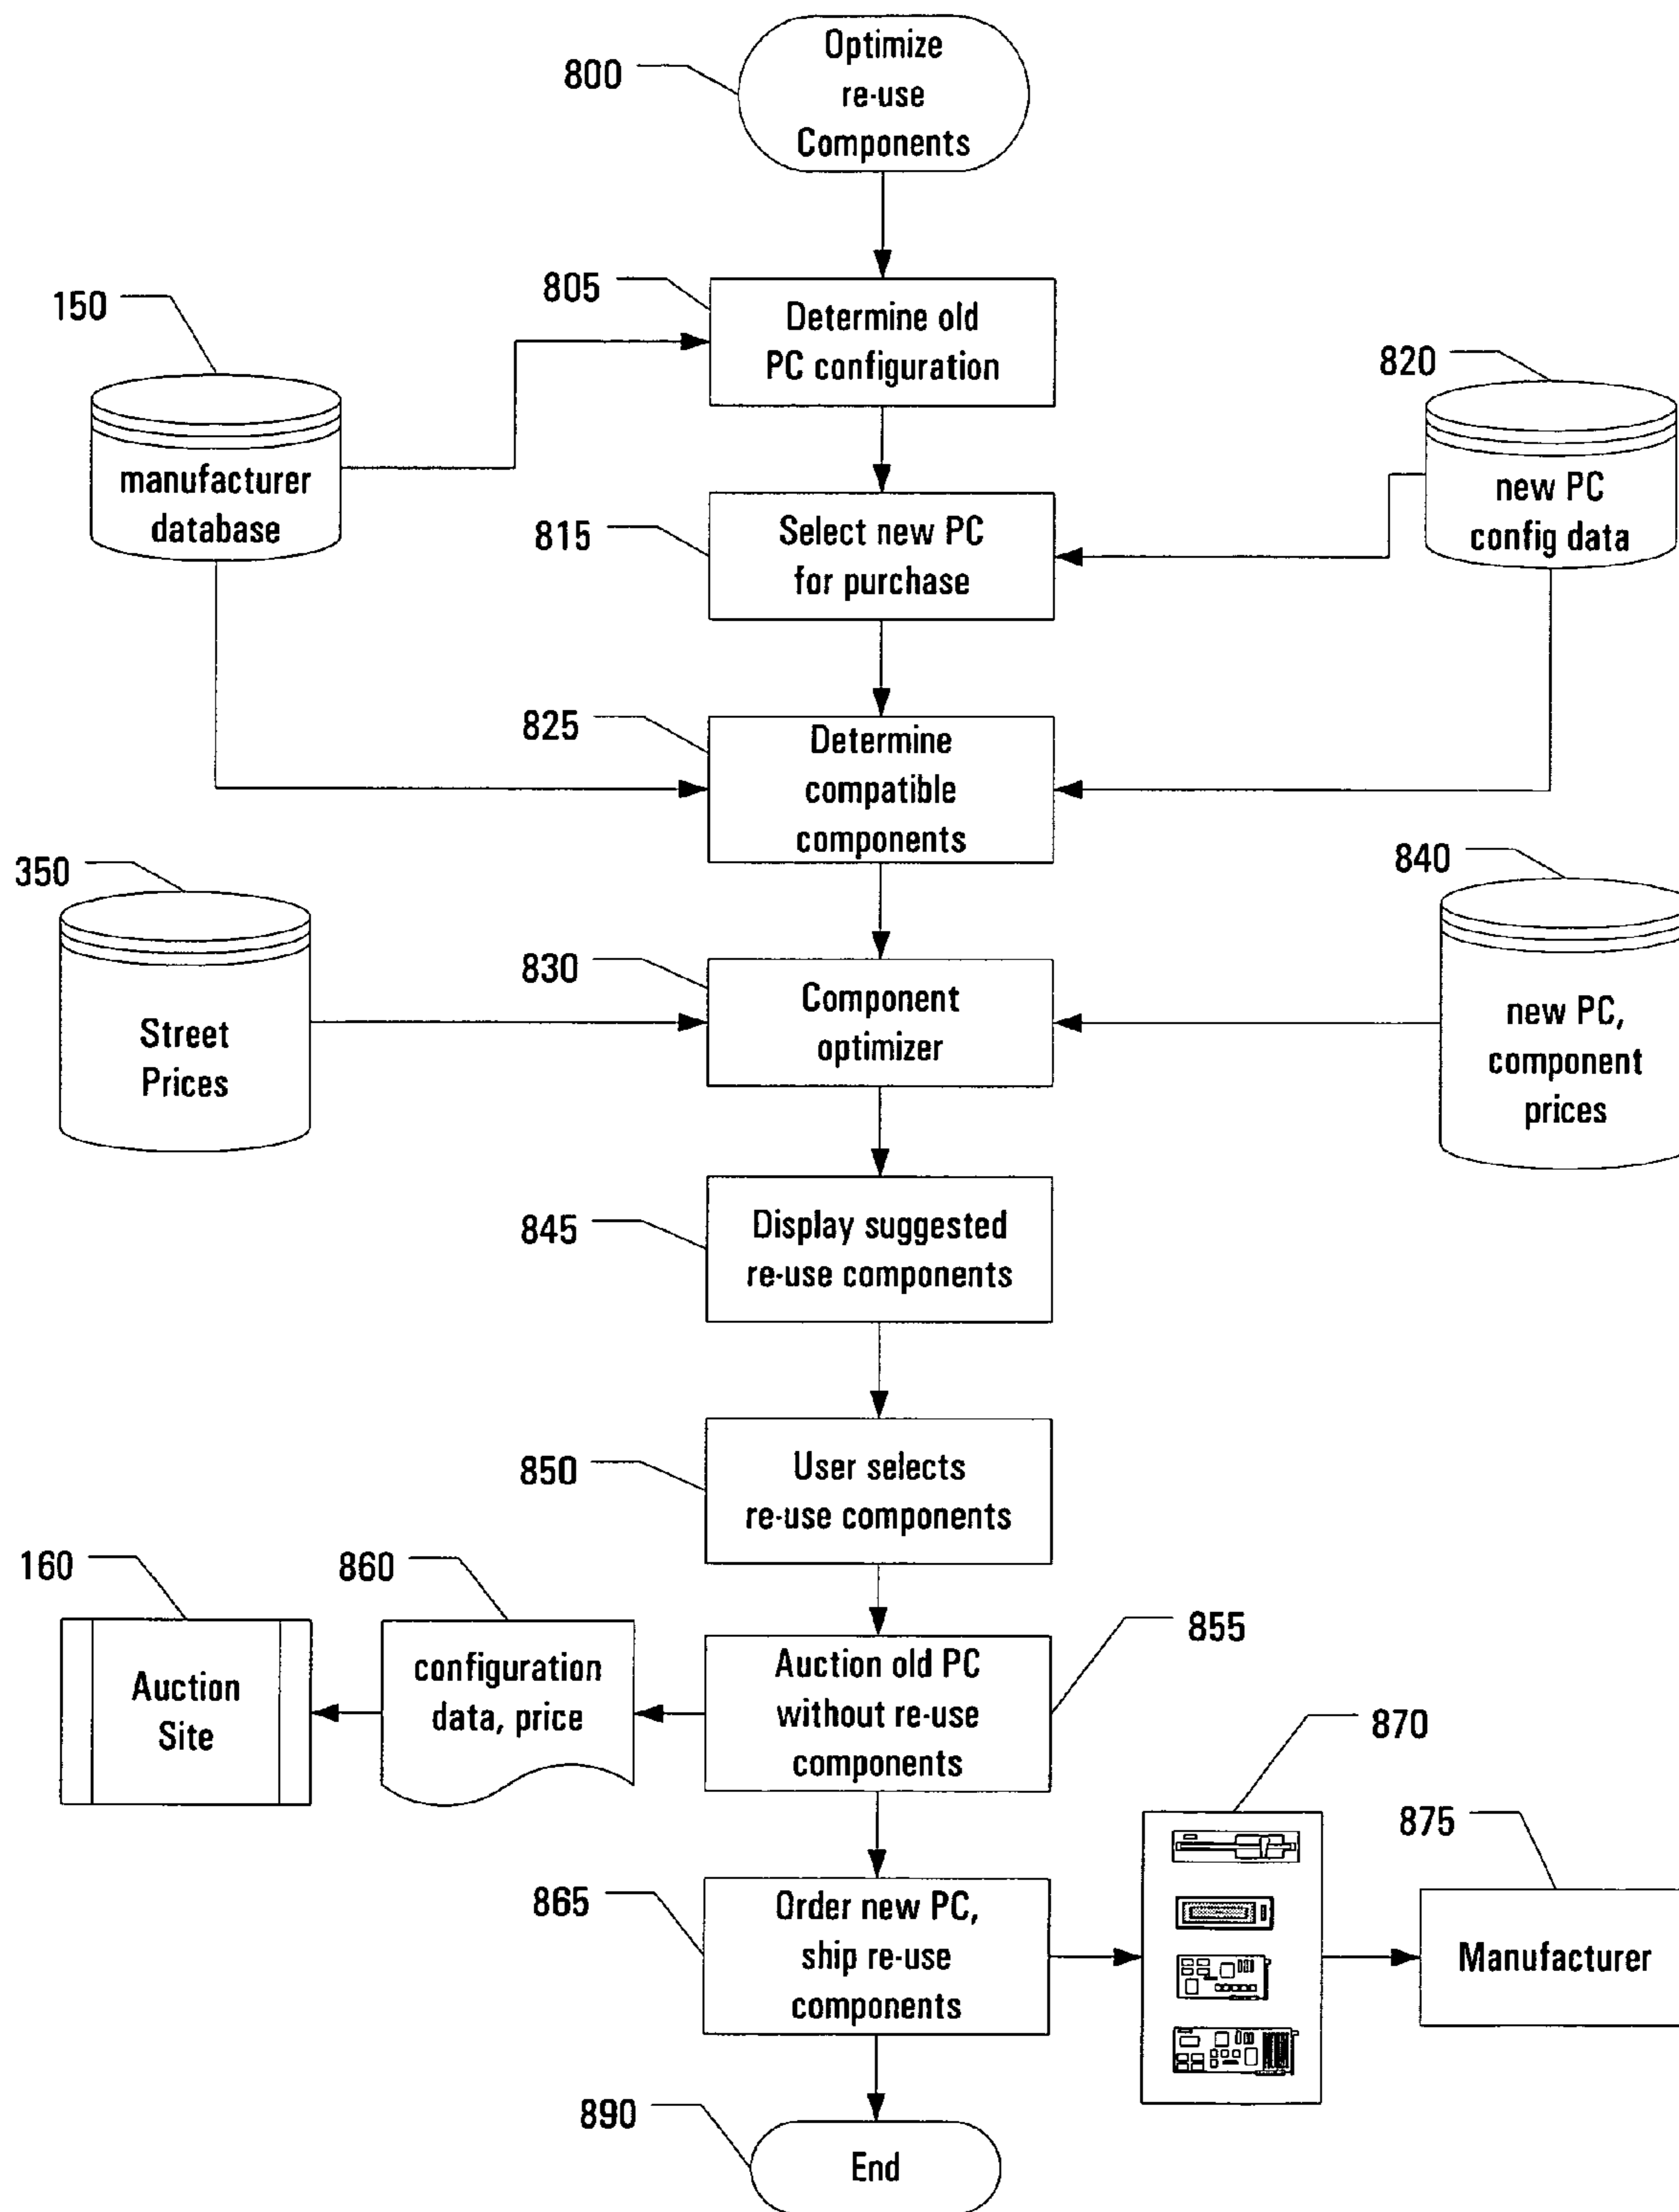 800
Optimize
re-use
Components
805
Determine old
PC configuration
150
manufacturer
database
820
new PC
config data
815
Select new PC
for purchase
825
Determine
compatible
components
350
Street
Prices
840
new PC,
component
prices
830
Component
optimizer
845
Display suggested
re-use components
850
User selects
re-use components
160
Auction
Site
860
configuration
data, price
855
Auction old PC
without re-use
components
870
875
Manufacturer
865
Order new PC,
ship re-use
components
890
End